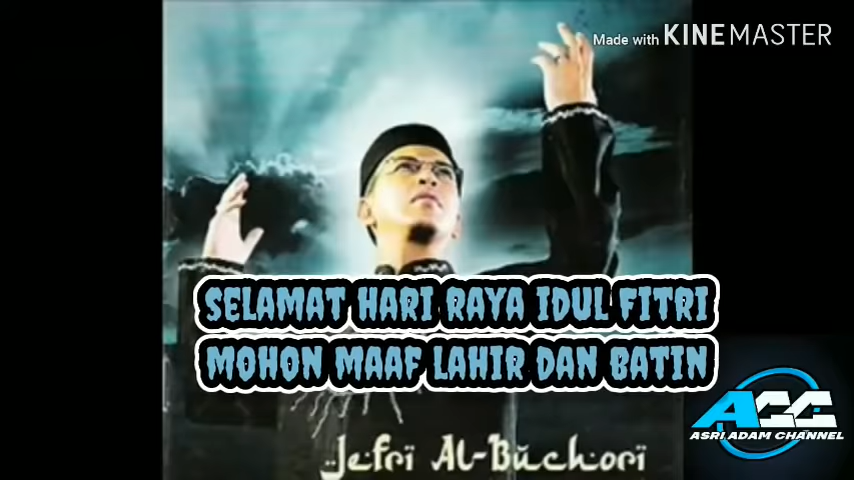 Made with KINEMASTER
SELAMAT HARI RAYA IDUL FITRI
MOHON MAAF LAHIR DAN BATIN
ACC
ASRI ADAM CHANNEL
Jefri Al-Buchori